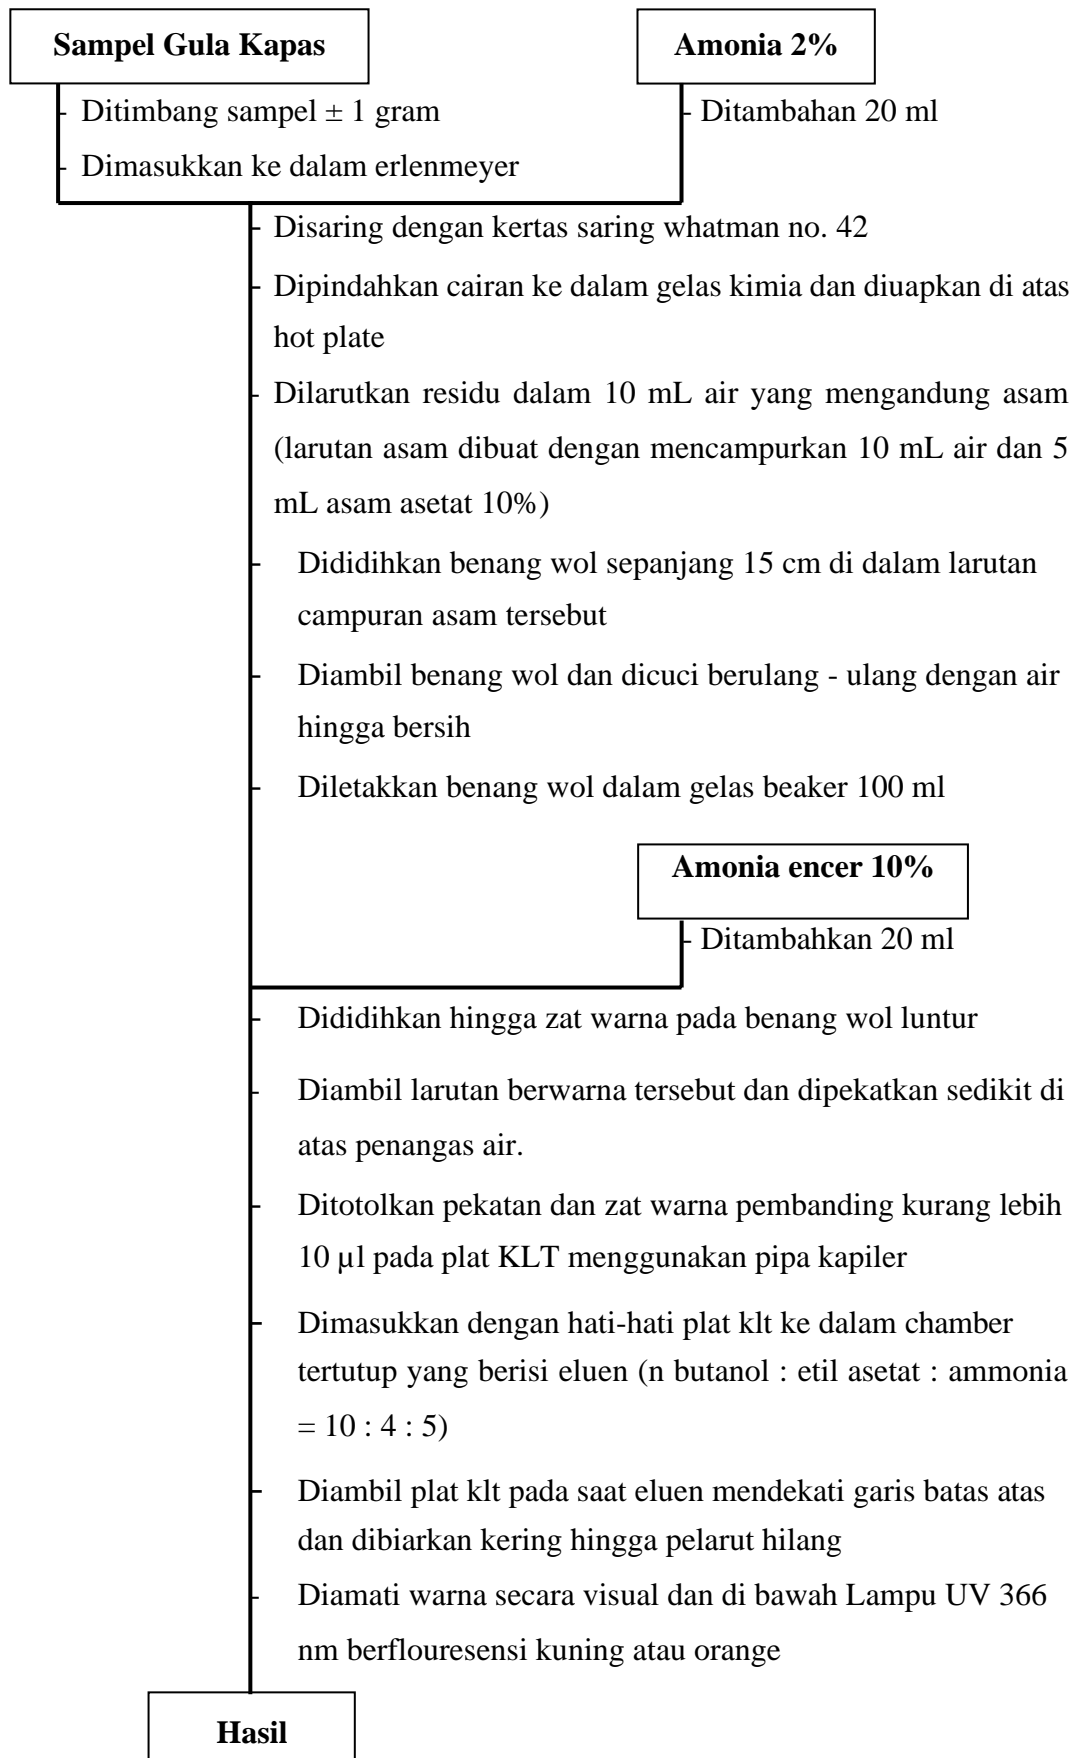 Sampel Gula Kapas
Amonia 2%
- Ditimbang sampel ± 1 gram
- Ditambahan 20 ml
- Dimasukkan ke dalam erlenmeyer
- Disaring dengan kertas saring whatman no. 42
- Dipindahkan cairan ke dalam gelas kimia dan diuapkan di atas
hot plate
- Dilarutkan residu dalam 10 mL air yang mengandung asam
(larutan asam dibuat dengan mencampurkan 10 mL air dan 5
mL asam asetat 10%)
- Dididihkan benang wol sepanjang 15 cm di dalam larutan
campuran asam tersebut
- Diambil benang wol dan dicuci berulang - ulang dengan air
hingga bersih
- Diletakkan benang wol dalam gelas beaker 100 ml
Amonia encer 10%
- Ditambahkan 20 ml
- Dididihkan hingga zat warna pada benang wol luntur
- Diambil larutan berwarna tersebut dan dipekatkan sedikit di
atas penangas air.
- Ditotolkan pekatan dan zat warna pembanding kurang lebih
10 µl pada plat KLT menggunakan pipa kapiler
- Dimasukkan dengan hati-hati plat klt ke dalam chamber
tertutup yang berisi eluen (n butanol : etil asetat : ammonia
= 10 : 4 : 5)
- Diambil plat klt pada saat eluen mendekati garis batas atas
dan dibiarkan kering hingga pelarut hilang
- Diamati warna secara visual dan di bawah Lampu UV 366
nm berflouresensi kuning atau orange
Hasil